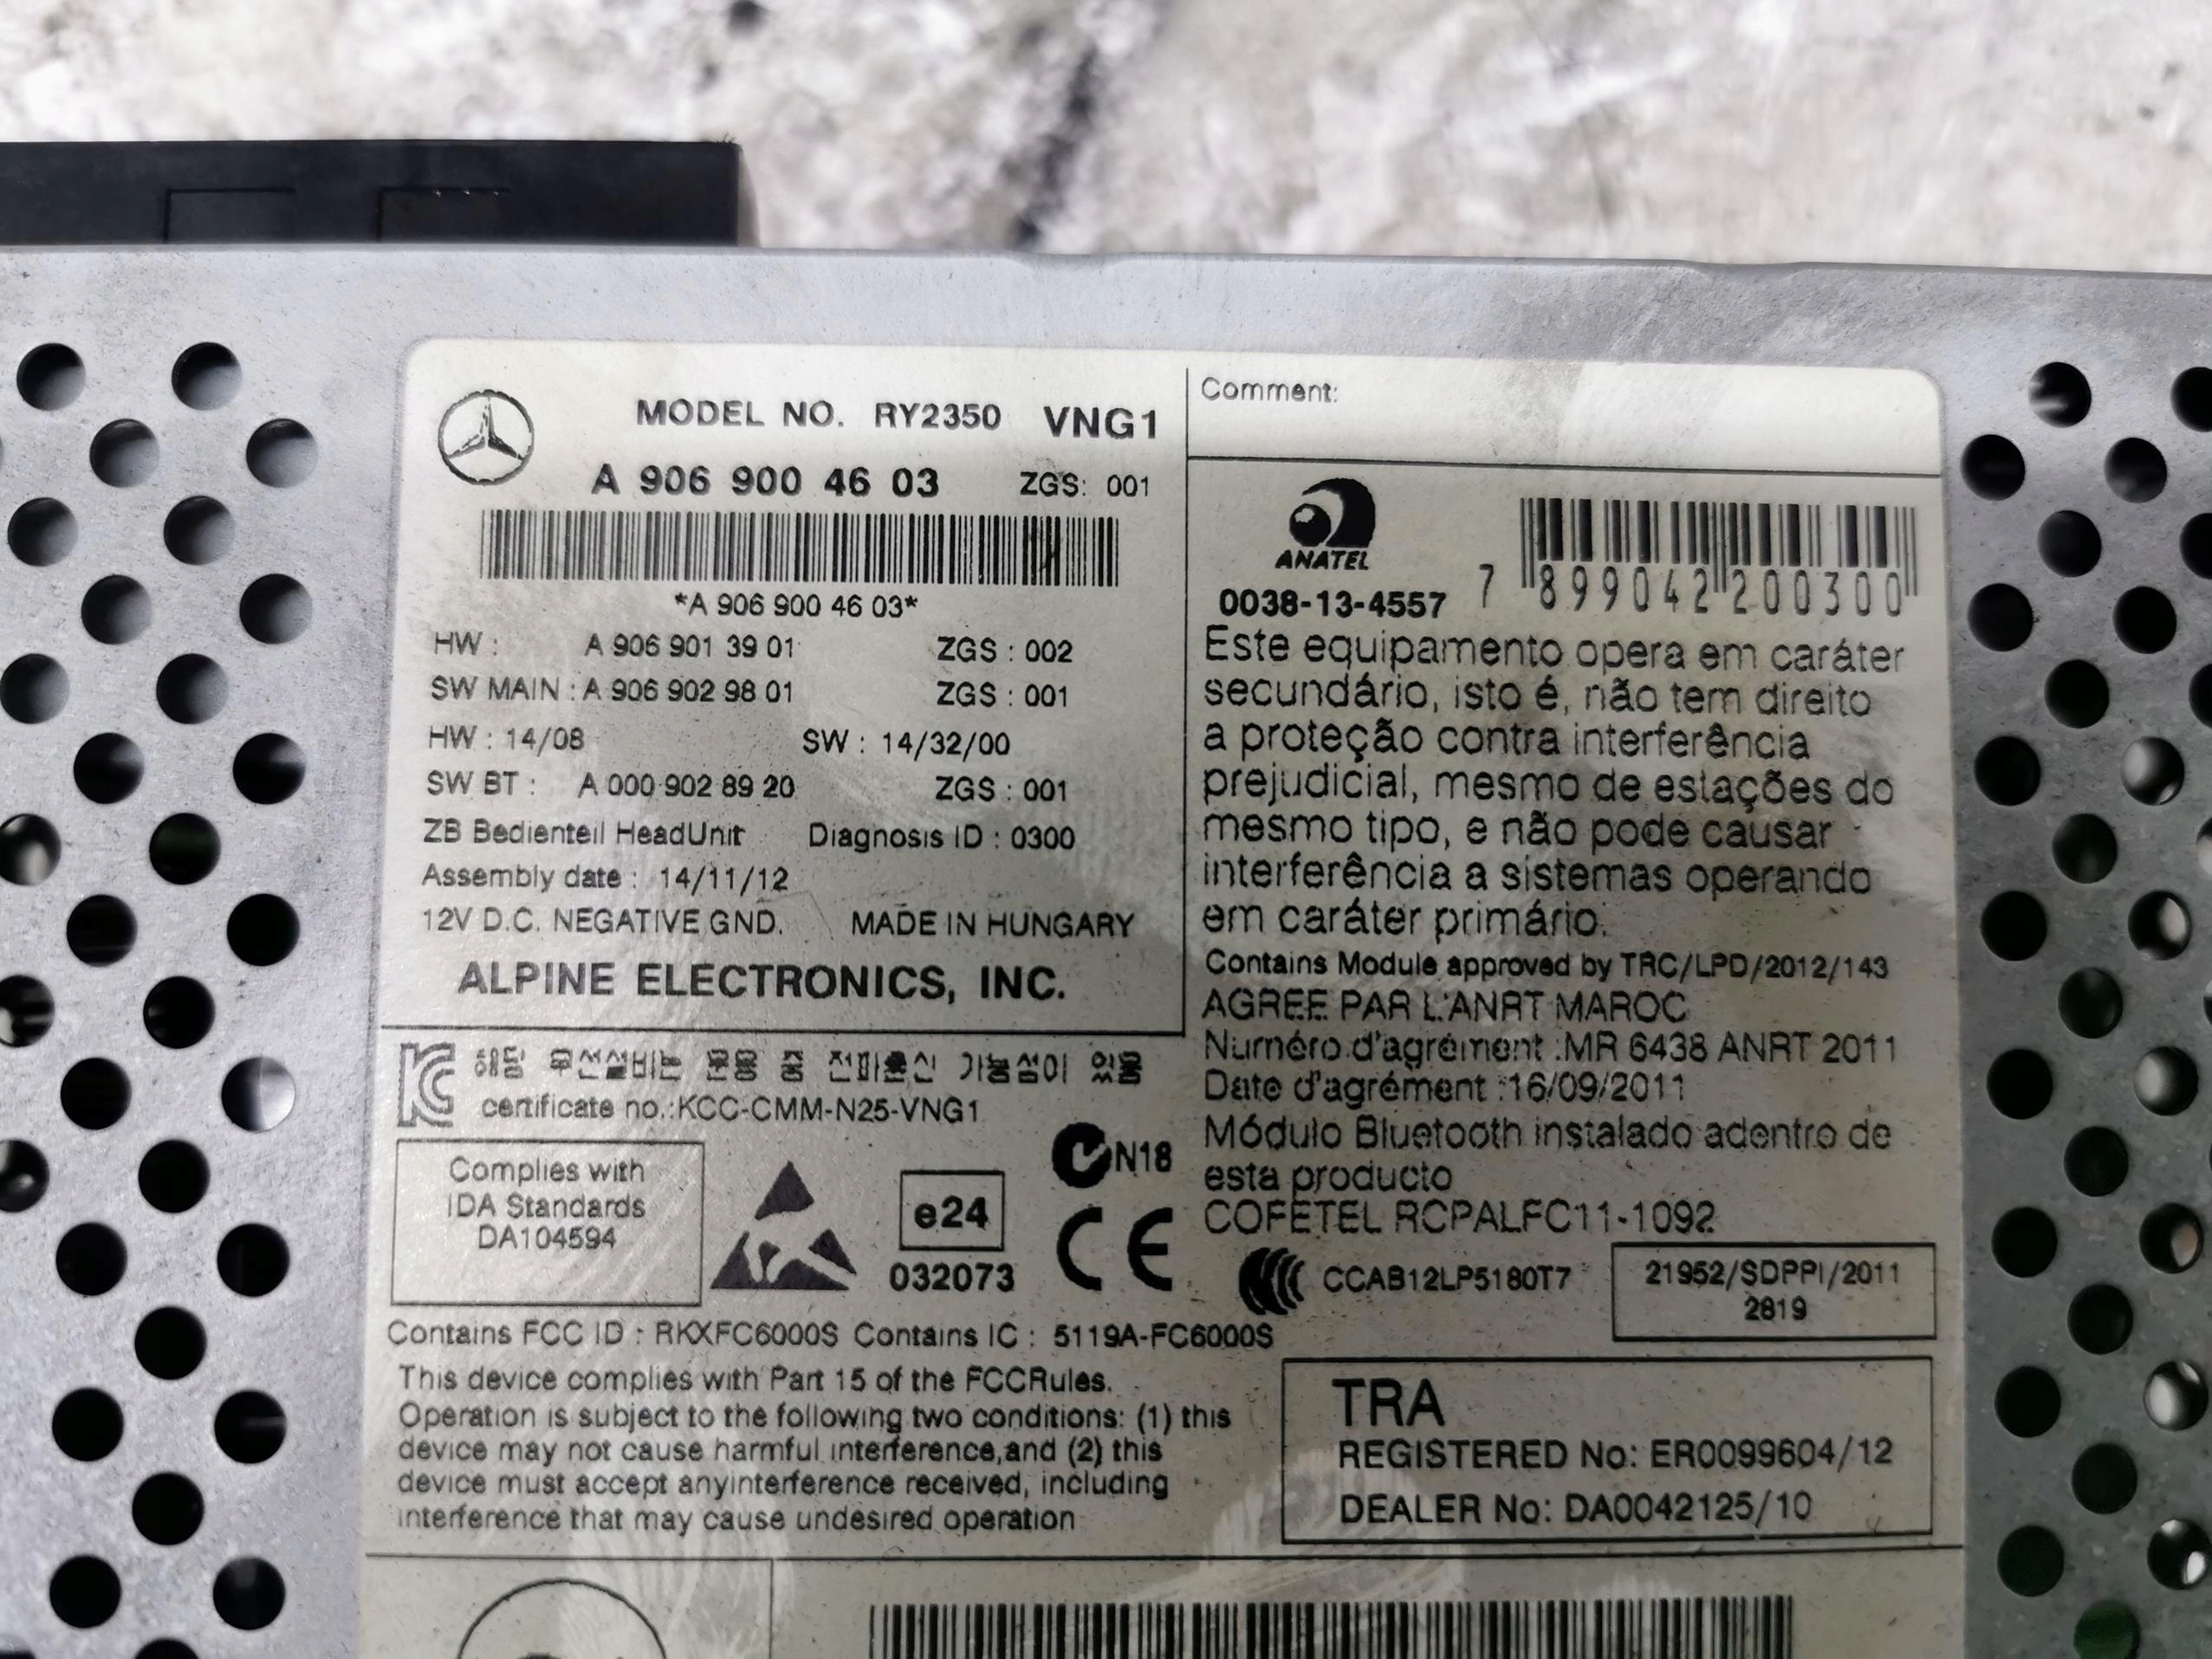 MODEL NO. RY2350 VNG1
A 906 900 46 03 ZGS: 001
*A 906 900 46 03*
HW : A 906 901 39 01 ZGS : 002
SW MAIN : A 906 902 98 01 ZGS : 001
HW : 14/08 SW : 14/32/00
SW BT : A 000 902 89 20 ZGS : 001
ZB Bedienteil HeadUnit Diagnosis ID : 0300
Assembly date : 14/11/12
12V D.C. NEGATIVE GND. MADE IN HUNGARY
ALPINE ELECTRONICS, INC.
해당 무선설비는 운용 중 전파혼신 가능성이 있음
certificate no.:KCC-CMM-N25-VNG1
Complies with
IDA Standards
DA104594
e24
032073
N18
CE
Contains FCC ID : RKXFC6000S Contains IC : 5119A-FC6000S
This device complies with Part 15 of the FCCRules.
Operation is subject to the following two conditions: (1) this
device may not cause harmful interference,and (2) this
device must accept anyinterference received, including
interference that may cause undesired operation
Comment:
ANATEL
0038-13-4557
7 899042 200300
Este equipamento opera em caráter
secundário, isto é, não tem direito
a proteção contra interferência
prejudicial, mesmo de estações do
mesmo tipo, e não pode causar
interferência a sistemas operando
em caráter primário.
Contains Module approved by TRC/LPD/2012/143
AGREE PAR L'ANRT MAROC
Numéro d'agrément :MR 6438 ANRT 2011
Date d'agrément :16/09/2011
Módulo Bluetooth instalado adentro de
esta producto
COFETEL RCPALFC11-1092
CCAB12LP5180T7
21952/SDPPI/2011
2819
TRA
REGISTERED No: ER0099604/12
DEALER No: DA0042125/10